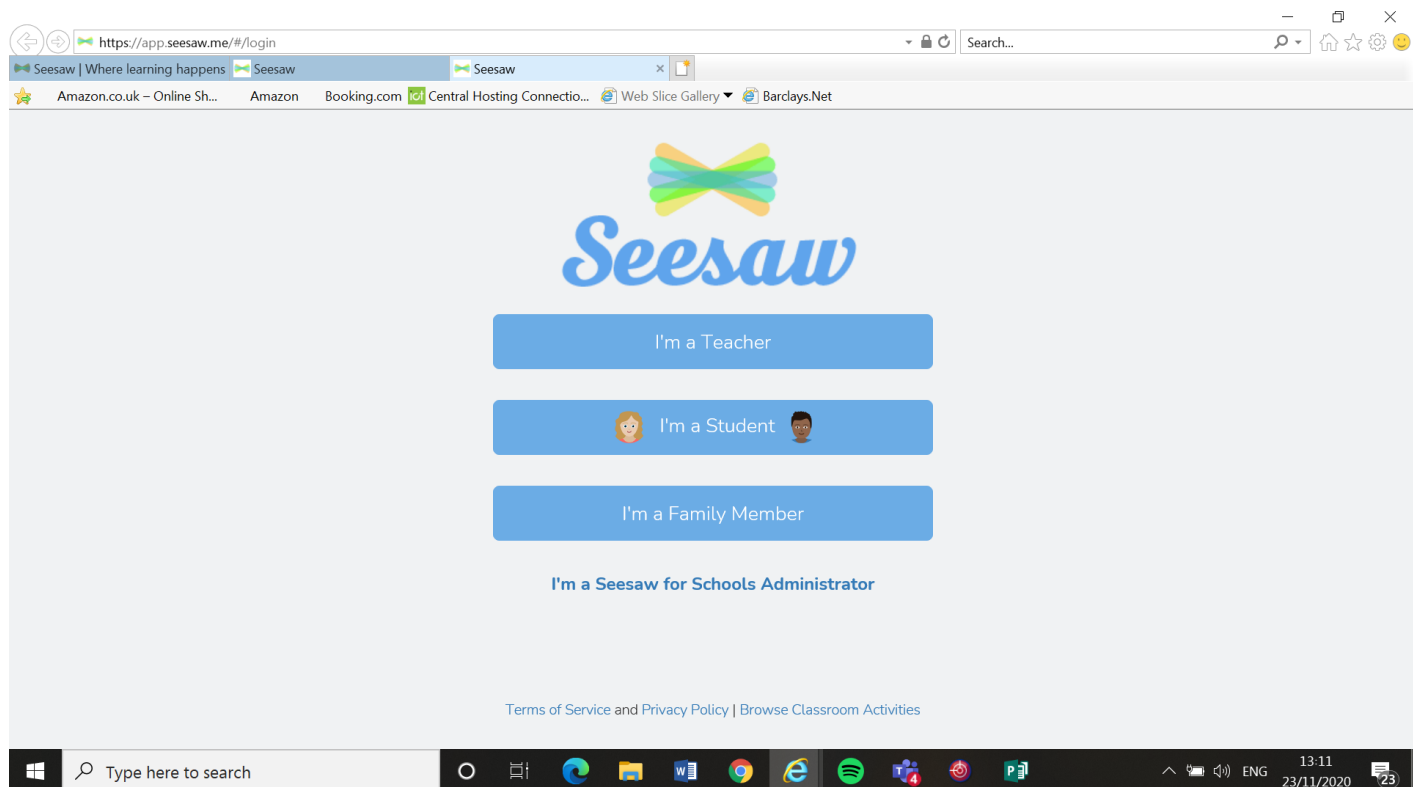 https://app.seesaw.me/#/login Search...
Seesaw | Where learning happens Seesaw Seesaw
Amazon.co.uk – Online Sh... Amazon Booking.com ict Central Hosting Connectio... Web Slice Gallery Barclays.Net
Seesaw
I'm a Teacher
I'm a Student
I'm a Family Member
I'm a Seesaw for Schools Administrator
Terms of Service and Privacy Policy | Browse Classroom Activities
Type here to search ENG 13:11
23/11/2020 23